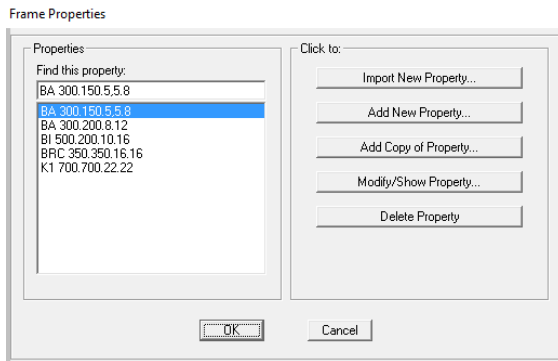 Frame Properties
Properties
Find this property:
BA 300.150.5,5.8
BA 300.150.5,5.8
BA 300.200.8.12
BI 500.200.10.16
BRC 350.350.16.16
K1 700.700.22.22
Click to:
Import New Property...
Add New Property...
Add Copy of Property...
Modify/Show Property...
Delete Property
OK
Cancel